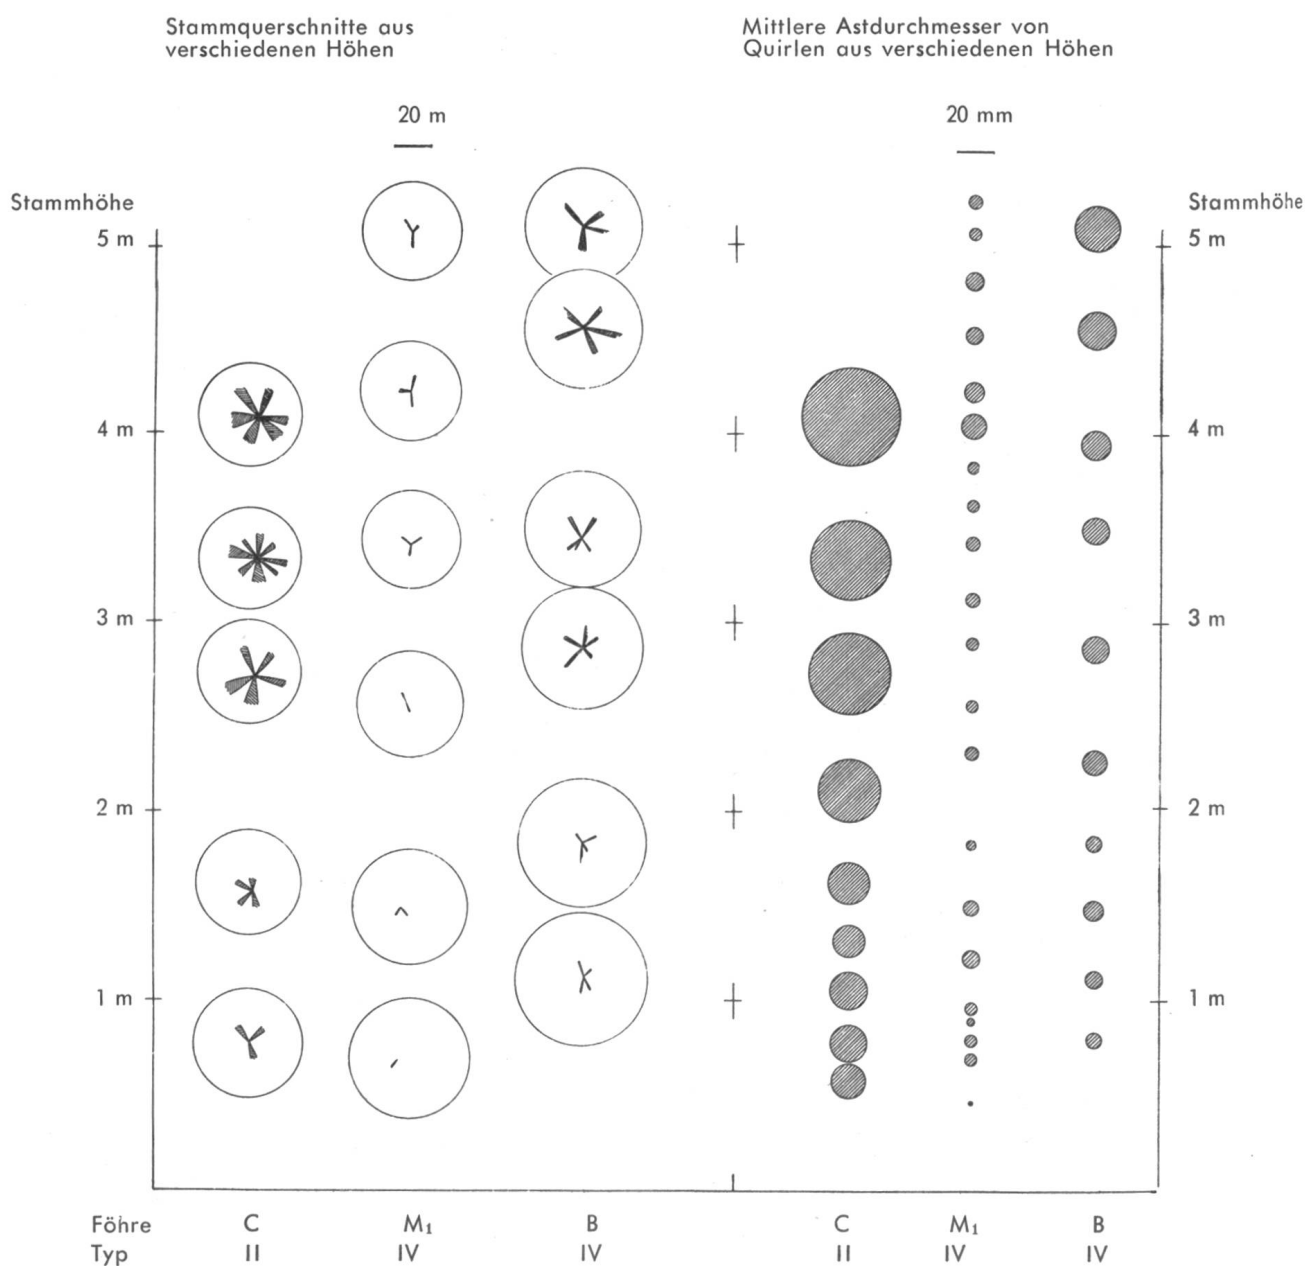 Stammquerschnitte aus
verschiedenen Höhen
Mittlere Astdurchmesser von
Quirlen aus verschiedenen Höhen
20 m
20 mm
Stammhöhe
Stammhöhe
5 m
5 m
4 m
4 m
3 m
3 m
2 m
2 m
1 m
1 m
Föhre C M₁ B C M₁ B
Typ II IV IV II IV IV